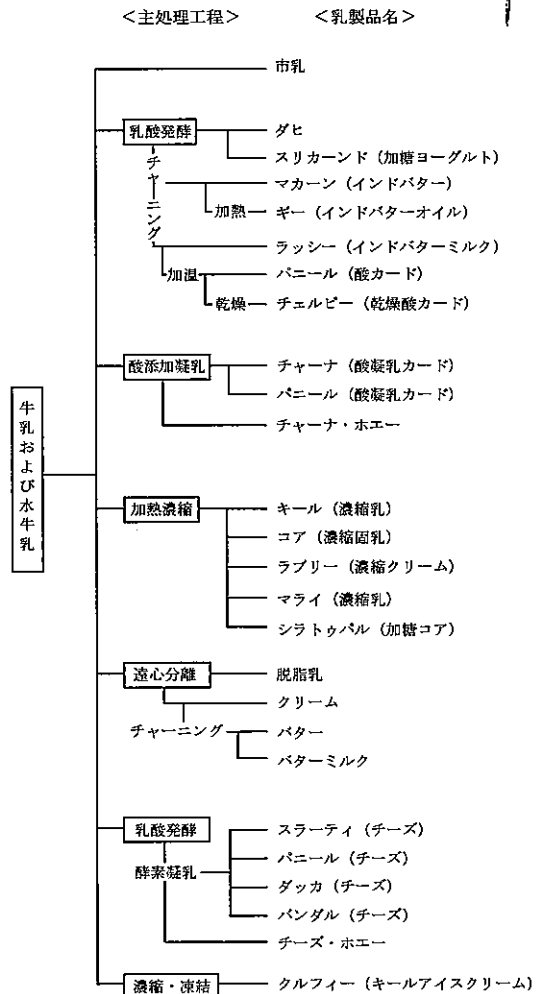 <主処理工程> <乳製品名>
市乳
乳酸発酵 ダヒ
スリカーンド (加糖ヨーグルト)
チャーニング
マカーン (インドバター)
加熱 ギー (インドバターオイル)
ラッシー (インドバターミルク)
加温 パニール (酸カード)
乾燥 チェルピー (乾燥酸カード)
酸添加凝乳 チャーナ (酸凝乳カード)
パニール (酸凝乳カード)
チャーナ・ホエー
牛乳および水牛乳
加熱濃縮 キール (濃縮乳)
コア (濃縮固乳)
ラブリー (濃縮クリーム)
マライ (濃縮乳)
シラトゥパル (加糖コア)
遠心分離 脱脂乳
クリーム
チャーニング バター
バターミルク
乳酸発酵 スラーティ (チーズ)
酵素凝乳 パニール (チーズ)
ダッカ (チーズ)
バンダル (チーズ)
チーズ・ホエー
濃縮・凍結 クルフィー (キールアイスクリーム)